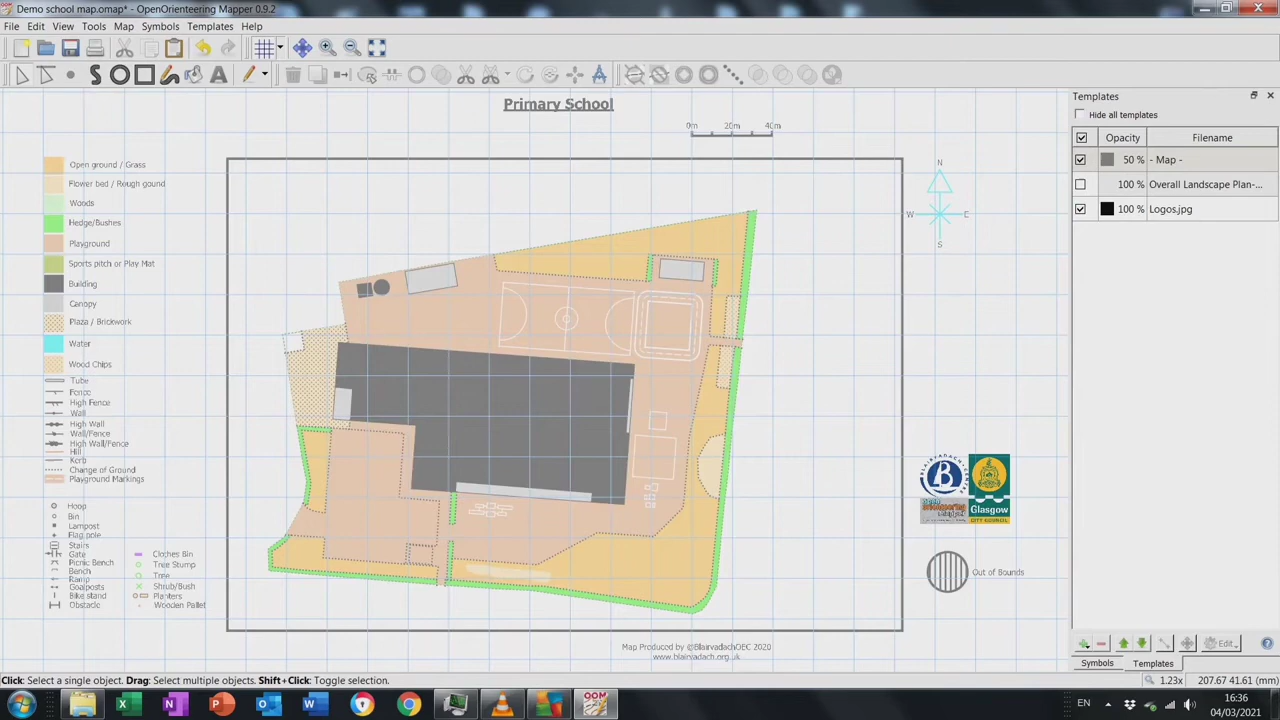 Demo school map.omap* - OpenOrienteering Mapper 0.9.2
File Edit View Tools Map Symbols Templates Help
Primary School
0m 20m 40m
Open ground / Grass
Flower bed / Rough gound
Woods
Hedge/Bushes
Playground
Sports pitch or Play Mat
Building
Canopy
Plaza / Brickwork
Water
Wood Chips
Tube
Fence
High Fence
Wall
High Wall
Wall/Fence
High Wall/Fence
Hill
Kerb
Change of Ground
Playground Markings
Hoop
Bin
Lampost
Flag pole
Stairs
Gate
Picnic Bench
Bench
Ramp
Goalposts
Bike stand
Obstacle
Clothes Bin
Tree Stump
Tree
Shrub/Bush
Planters
Wooden Pallet
N
W E
S
Glasgow
CITY COUNCIL
Out of Bounds
Map Produced by @BlairvadachOEC 2020
www.blairvadach.org.uk
Templates
Hide all templates
Opacity Filename
50 % - Map -
100 % Overall Landscape Plan-...
100 % Logos.jpg
Edit
Symbols Templates
Click: Select a single object. Drag: Select multiple objects. Shift+Click: Toggle selection.
1.23x 207.67 41.61 (mm)
EN
16:36
04/03/2021